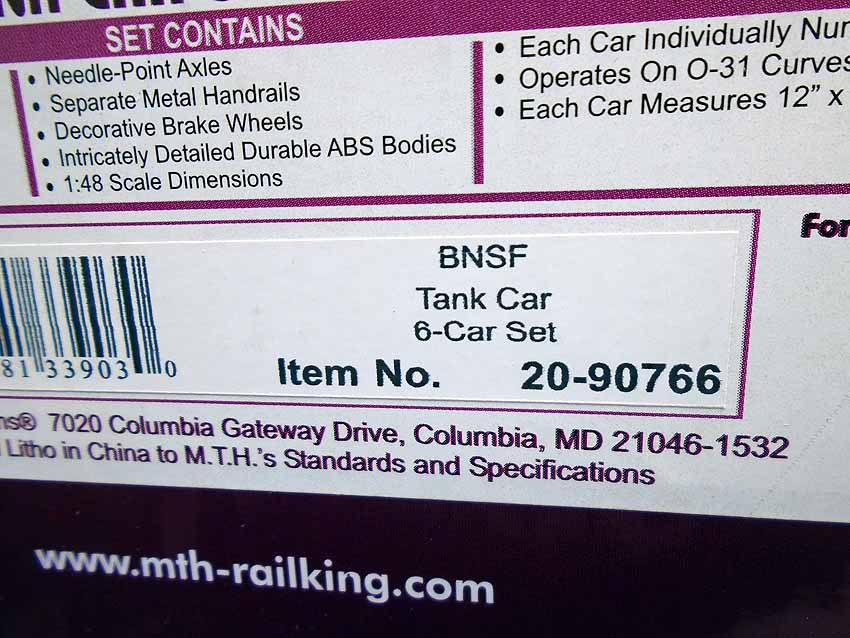 SET CONTAINS
• Needle-Point Axles
• Separate Metal Handrails
• Decorative Brake Wheels
• Intricately Detailed Durable ABS Bodies
• 1:48 Scale Dimensions
• Each Car Individually
• Operates On O-31 Curves
• Each Car Measures 12" x
For
BNSF
Tank Car
6-Car Set
81 33903 0
Item No. 20-90766
7020 Columbia Gateway Drive, Columbia, MD 21046-1532
Litho in China to M.T.H.'s Standards and Specifications
www.mth-railking.com